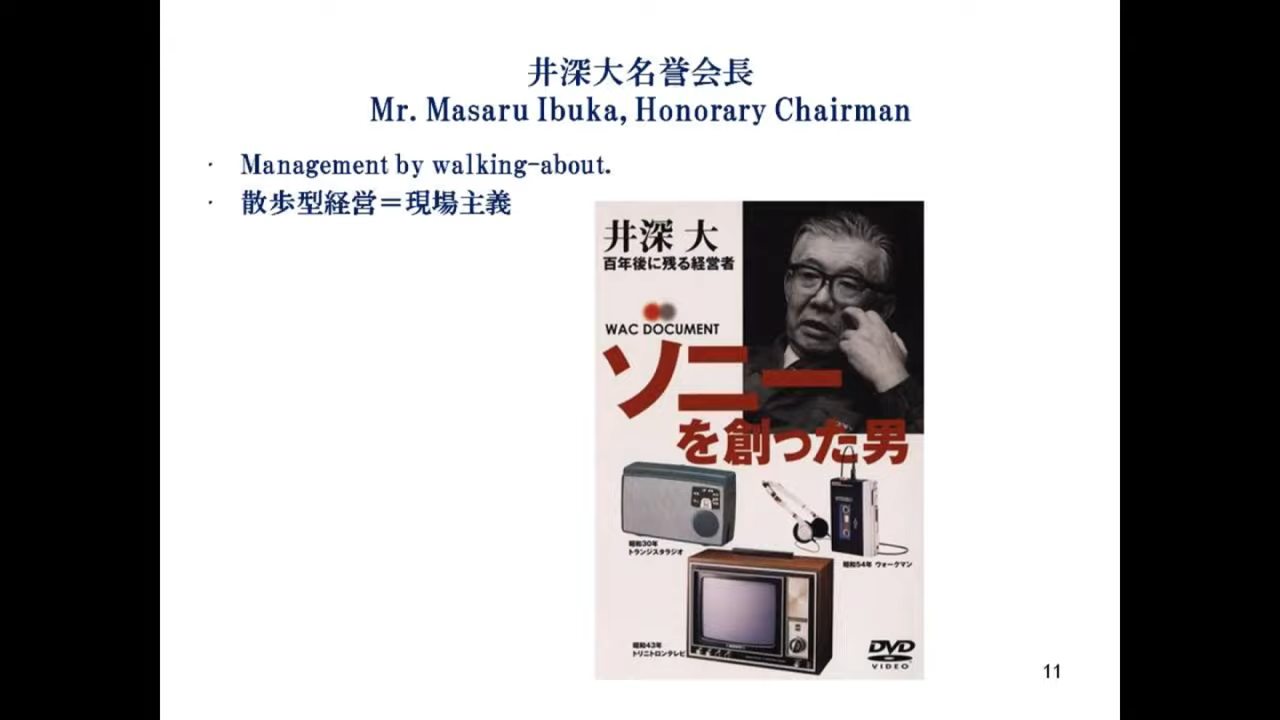 井深大名誉会長
Mr. Masaru Ibuka, Honorary Chairman
· Management by walking-about.
· 散歩型経営＝現場主義
井深 大
百年後に残る経営者
WAC DOCUMENT
ソニー
を創った男
昭和30年
トランジスタラジオ
昭和54年 ウォークマン
昭和43年
トリニトロンテレビ
DVD
VIDEO
11